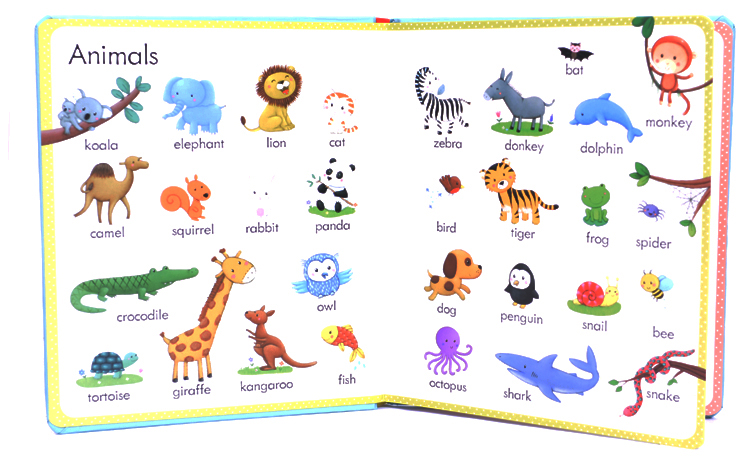 Animals
koala
elephant
lion
cat
camel
squirrel
rabbit
panda
crocodile
owl
tortoise
giraffe
kangaroo
fish
bat
zebra
donkey
dolphin
monkey
bird
tiger
frog
spider
dog
penguin
snail
bee
octopus
shark
snake